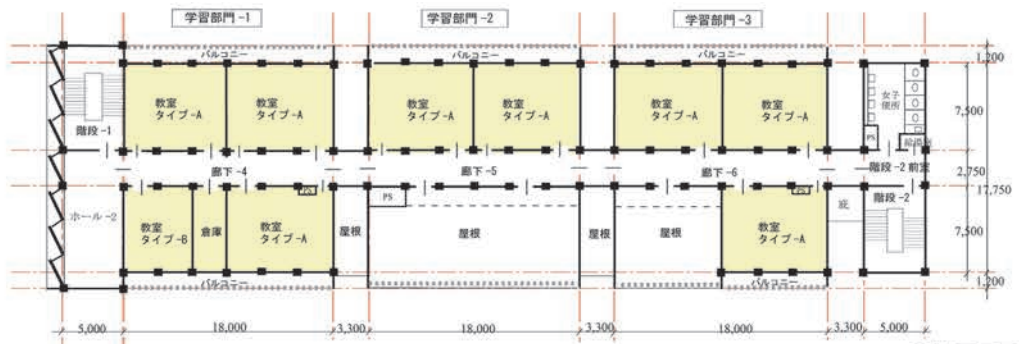 学習部門-1
学習部門-2
学習部門-3
バルコニー
バルコニー
バルコニー
1,200
教室
タイプ-A
教室
タイプ-A
教室
タイプ-A
教室
タイプ-A
教室
タイプ-A
教室
タイプ-A
女子
便所
7,500
階段-1
PS
廊下-4
廊下-5
廊下-6
階段-2 前室
2,750
17,750
PS
ホール-2
教室
タイプ-B
倉庫
教室
タイプ-A
屋根
屋根
屋根
屋根
教室
タイプ-A
庇
階段-2
7,500
バルコニー
バルコニー
1,200
5,000
18,000
3,300
18,000
3,300
18,000
3,300
5,000